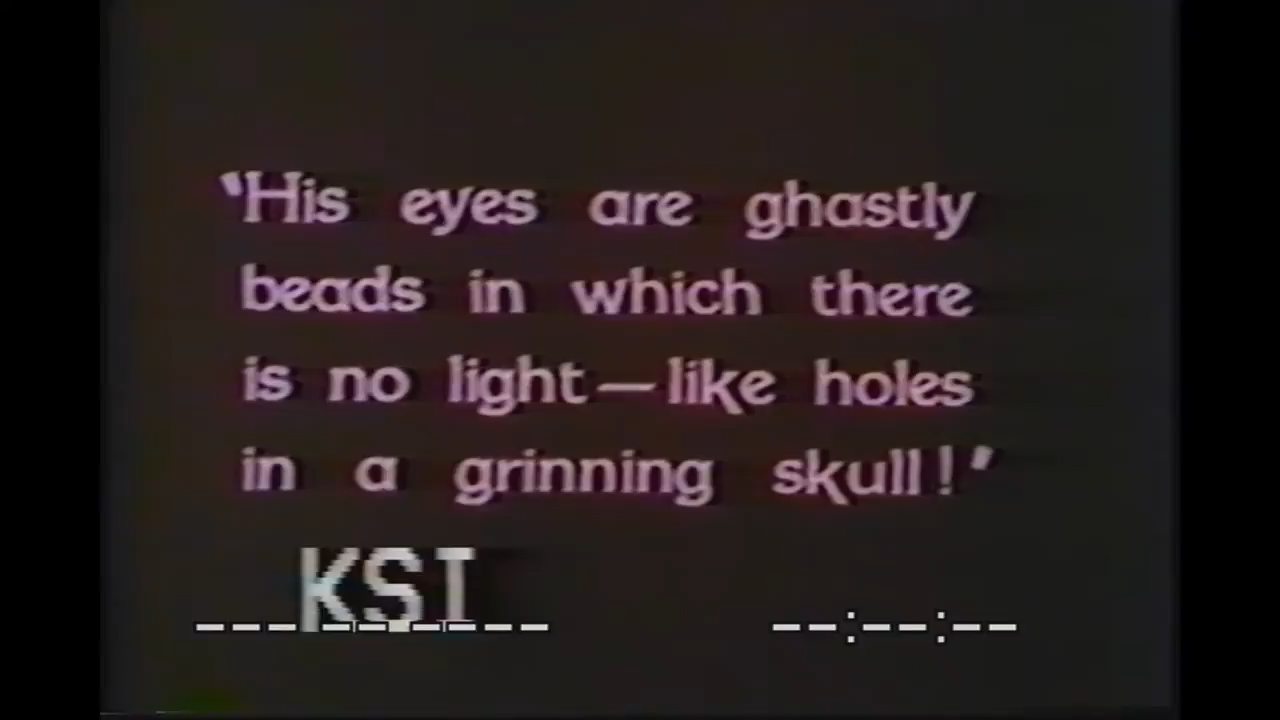 "His eyes are ghastly
beads in which there
is no light—like holes
in a grinning skull!"
KSI
--- -- ---- --:--:--